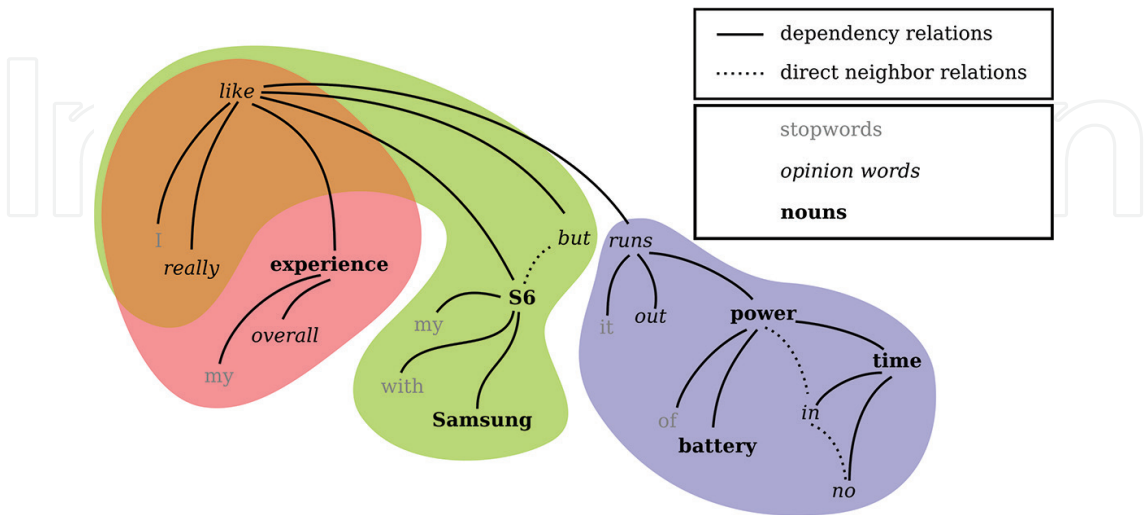 dependency relations
direct neighbor relations
stopwords
opinion words
nouns
like
I
really
experience
overall
my
but
S6
my
with
Samsung
runs
it
out
power
time
of
battery
in
no